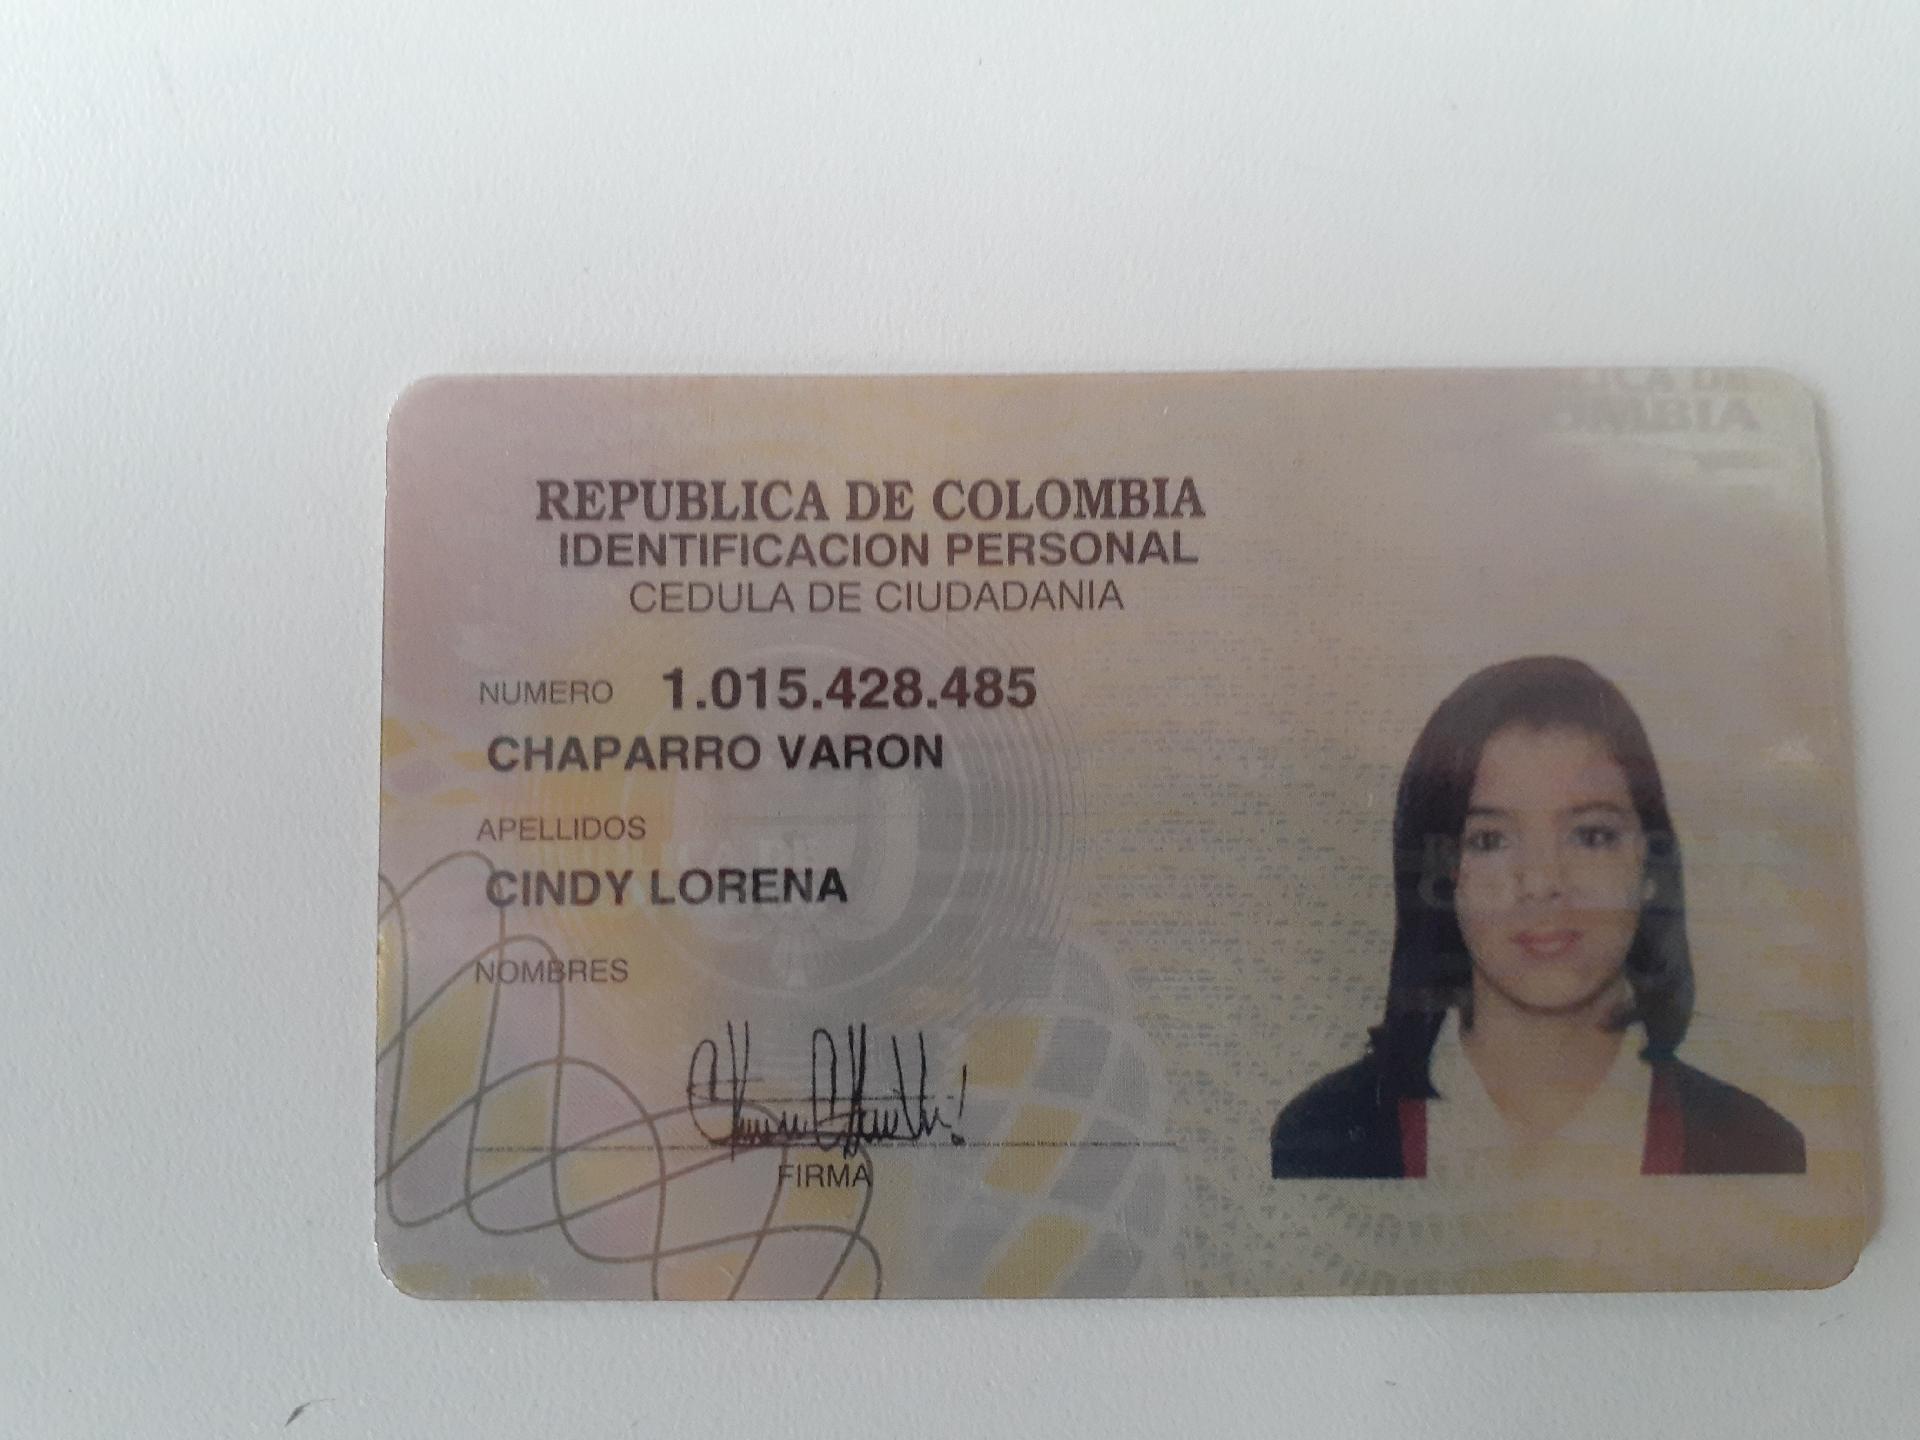 REPUBLICA DE COLOMBIA
IDENTIFICACION PERSONAL
CEDULA DE CIUDADANIA
NUMERO 1.015.428.485
CHAPARRO VARON
APELLIDOS
CINDY LORENA
NOMBRES
FIRMA